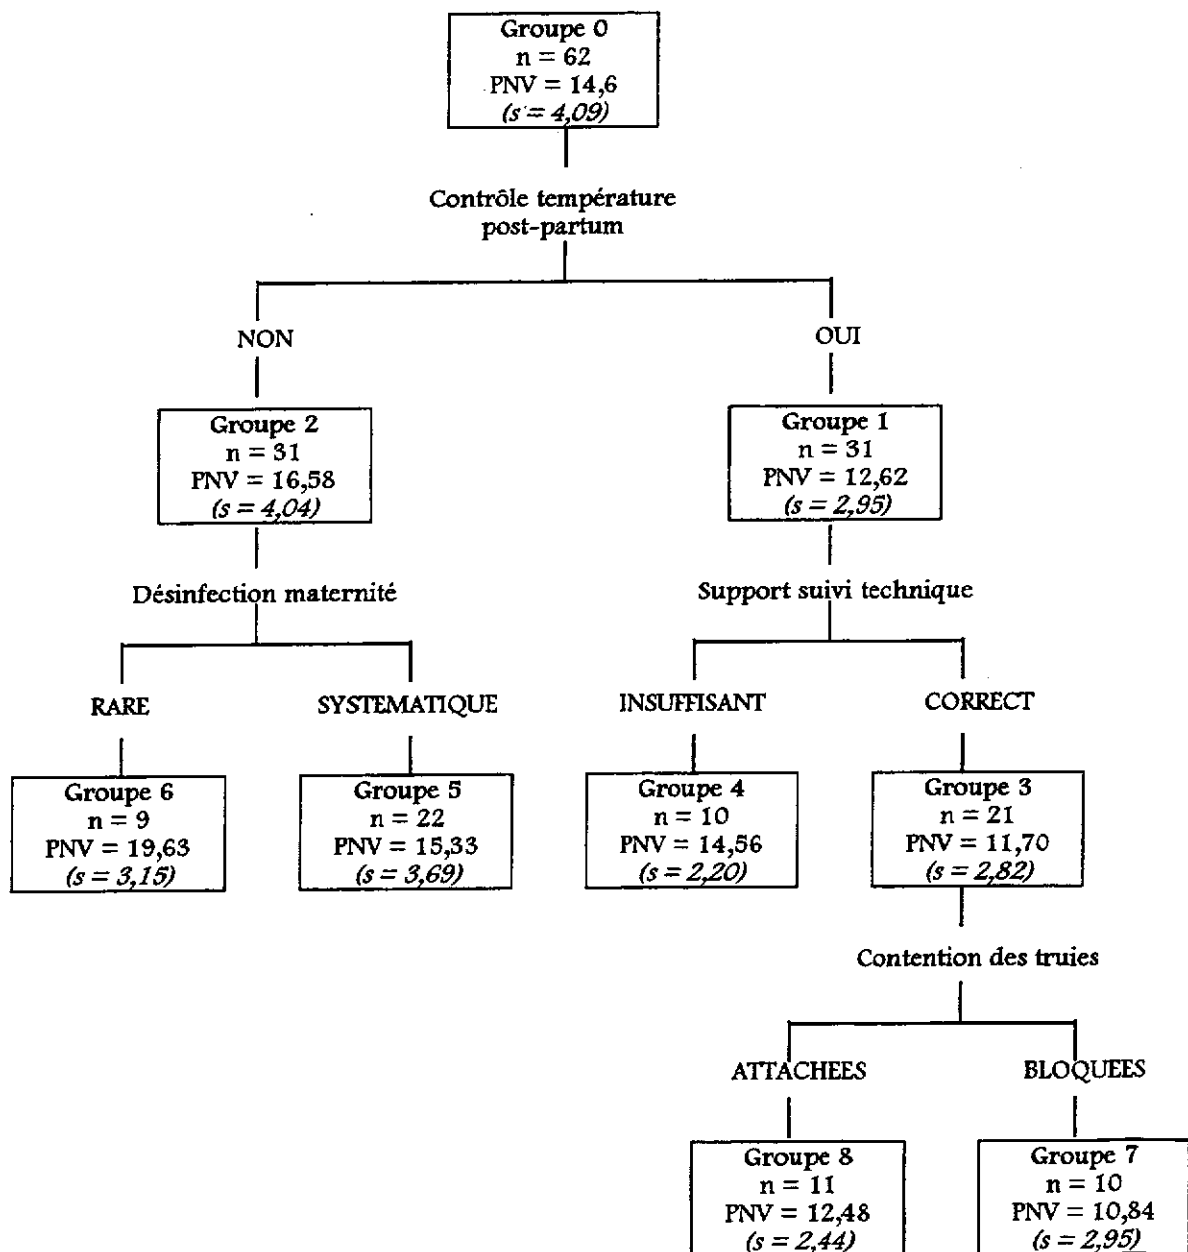 Groupe 0
n = 62
PNV = 14,6
(s = 4,09)
Contrôle température
post-partum
NON
OUI
Groupe 2
n = 31
PNV = 16,58
(s = 4,04)
Groupe 1
n = 31
PNV = 12,62
(s = 2,95)
Désinfection maternité
Support suivi technique
RARE
SYSTEMATIQUE
INSUFFISANT
CORRECT
Groupe 6
n = 9
PNV = 19,63
(s = 3,15)
Groupe 5
n = 22
PNV = 15,33
(s = 3,69)
Groupe 4
n = 10
PNV = 14,56
(s = 2,20)
Groupe 3
n = 21
PNV = 11,70
(s = 2,82)
Contention des truies
ATTACHEES
BLOQUEES
Groupe 8
n = 11
PNV = 12,48
(s = 2,44)
Groupe 7
n = 10
PNV = 10,84
(s = 2,95)